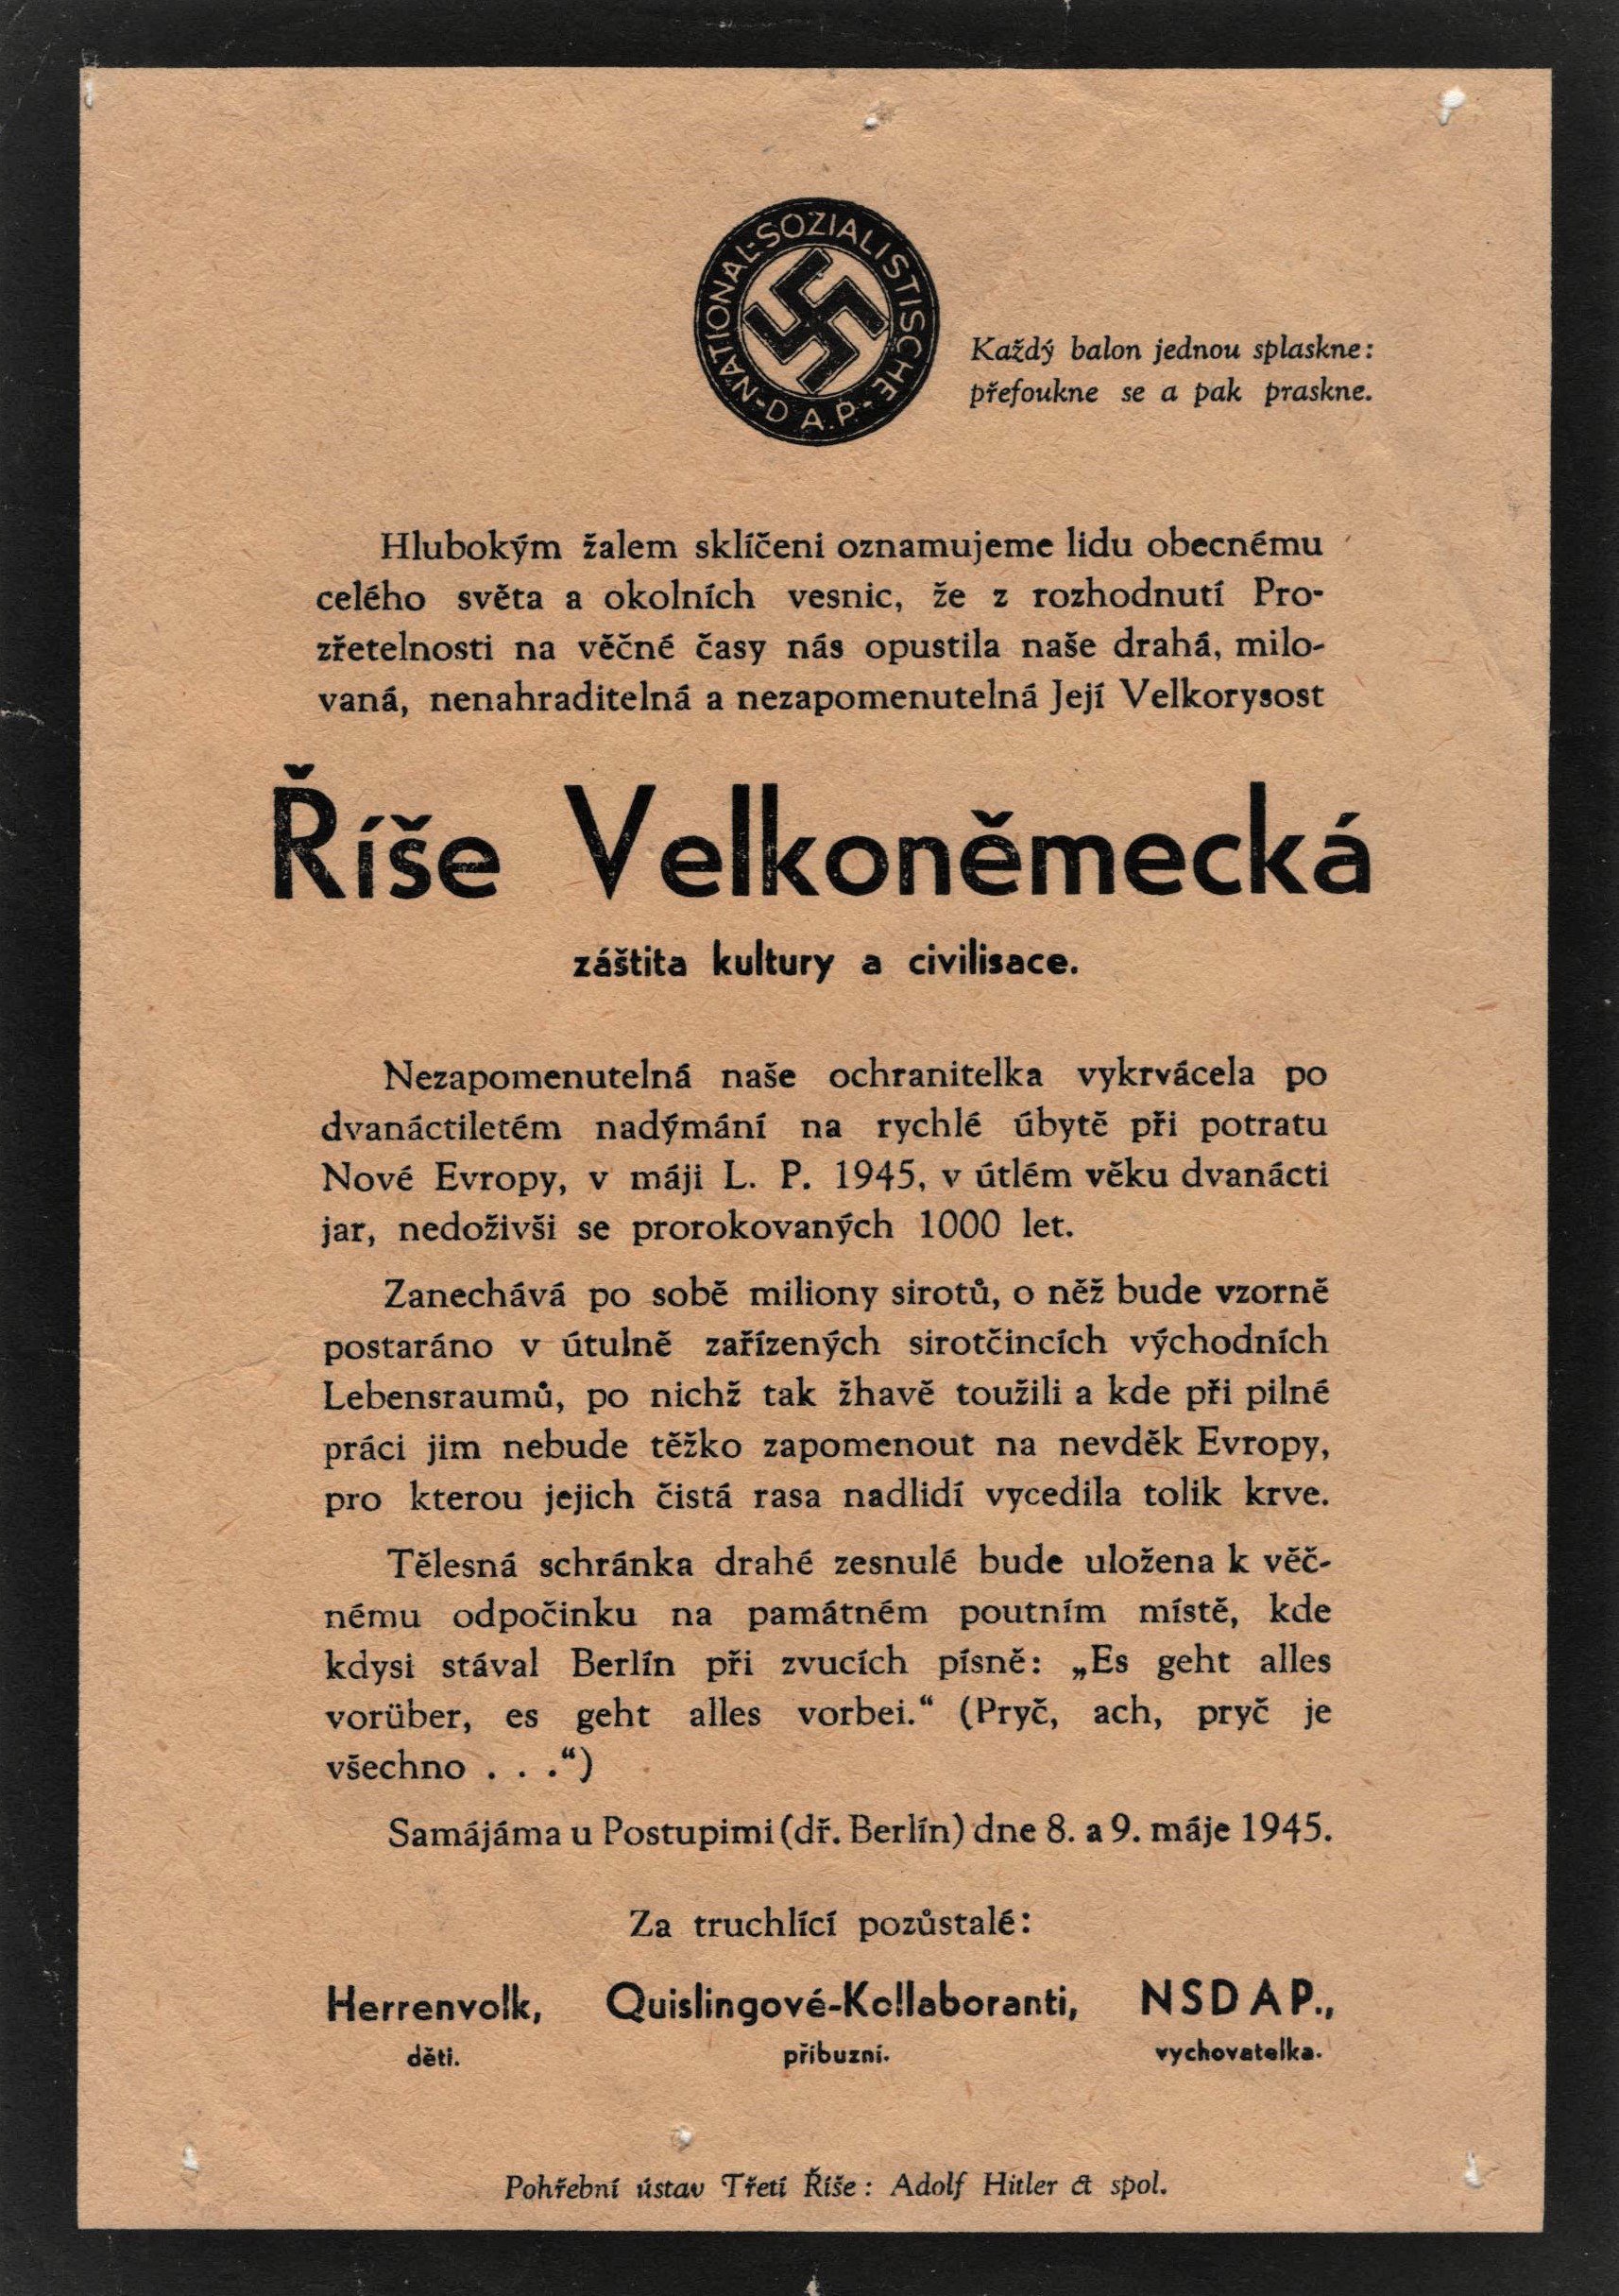 NATIONAL-SOZIALISTISCHE-D.A.P.-
Každý balon jednou splaskne:
přefoukne se a pak praskne.
Hlubokým žalem sklíčeni oznamujeme lidu obecnému
celého světa a okolních vesnic, že z rozhodnutí Pro-
zřetelnosti na věčné časy nás opustila naše drahá, milo-
vaná, nenahraditelná a nezapomenutelná Její Velkorysost
Říše Velkoněmecká
záštita kultury a civilisace.
Nezapomenutelná naše ochranitelka vykrvácela po
dvanáctiletém nadýmání na rychlé úbytě při potratu
Nové Evropy, v máji L. P. 1945, v útlém věku dvanácti
jar, nedoživši se prorokovaných 1000 let.
Zanechává po sobě miliony sirotů, o něž bude vzorně
postaráno v útulně zařízených sirotčincích východních
Lebensraumů, po nichž tak žhavě toužili a kde při pilné
práci jim nebude těžko zapomenout na nevděk Evropy,
pro kterou jejich čistá rasa nadlidí vycedila tolik krve.
Tělesná schránka drahé zesnulé bude uložena k věč-
nému odpočinku na památném poutním místě, kde
kdysi stával Berlín při zvucích písně: „Es geht alles
vorüber, es geht alles vorbei.“ (Pryč, ach, pryč je
všechno . . .“)
Samájáma u Postupimi (dř. Berlín) dne 8. a 9. máje 1945.
Za truchlící pozůstalé:
Herrenvolk, Quislingové-Kollaboranti, NSDAP.,
děti. příbuzní. vychovatelka.
Pohřební ústav Třetí Říše: Adolf Hitler & spol.